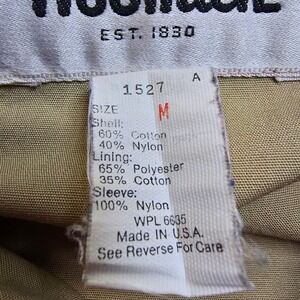 EST. 1830
1527 A
SIZE M
Shell:
60% Cotton
40% Nylon
Lining:
65% Polyester
35% Cotton
Sleeve:
100% Nylon
WPL 6635
Made in U.S.A.
See Reverse For Care